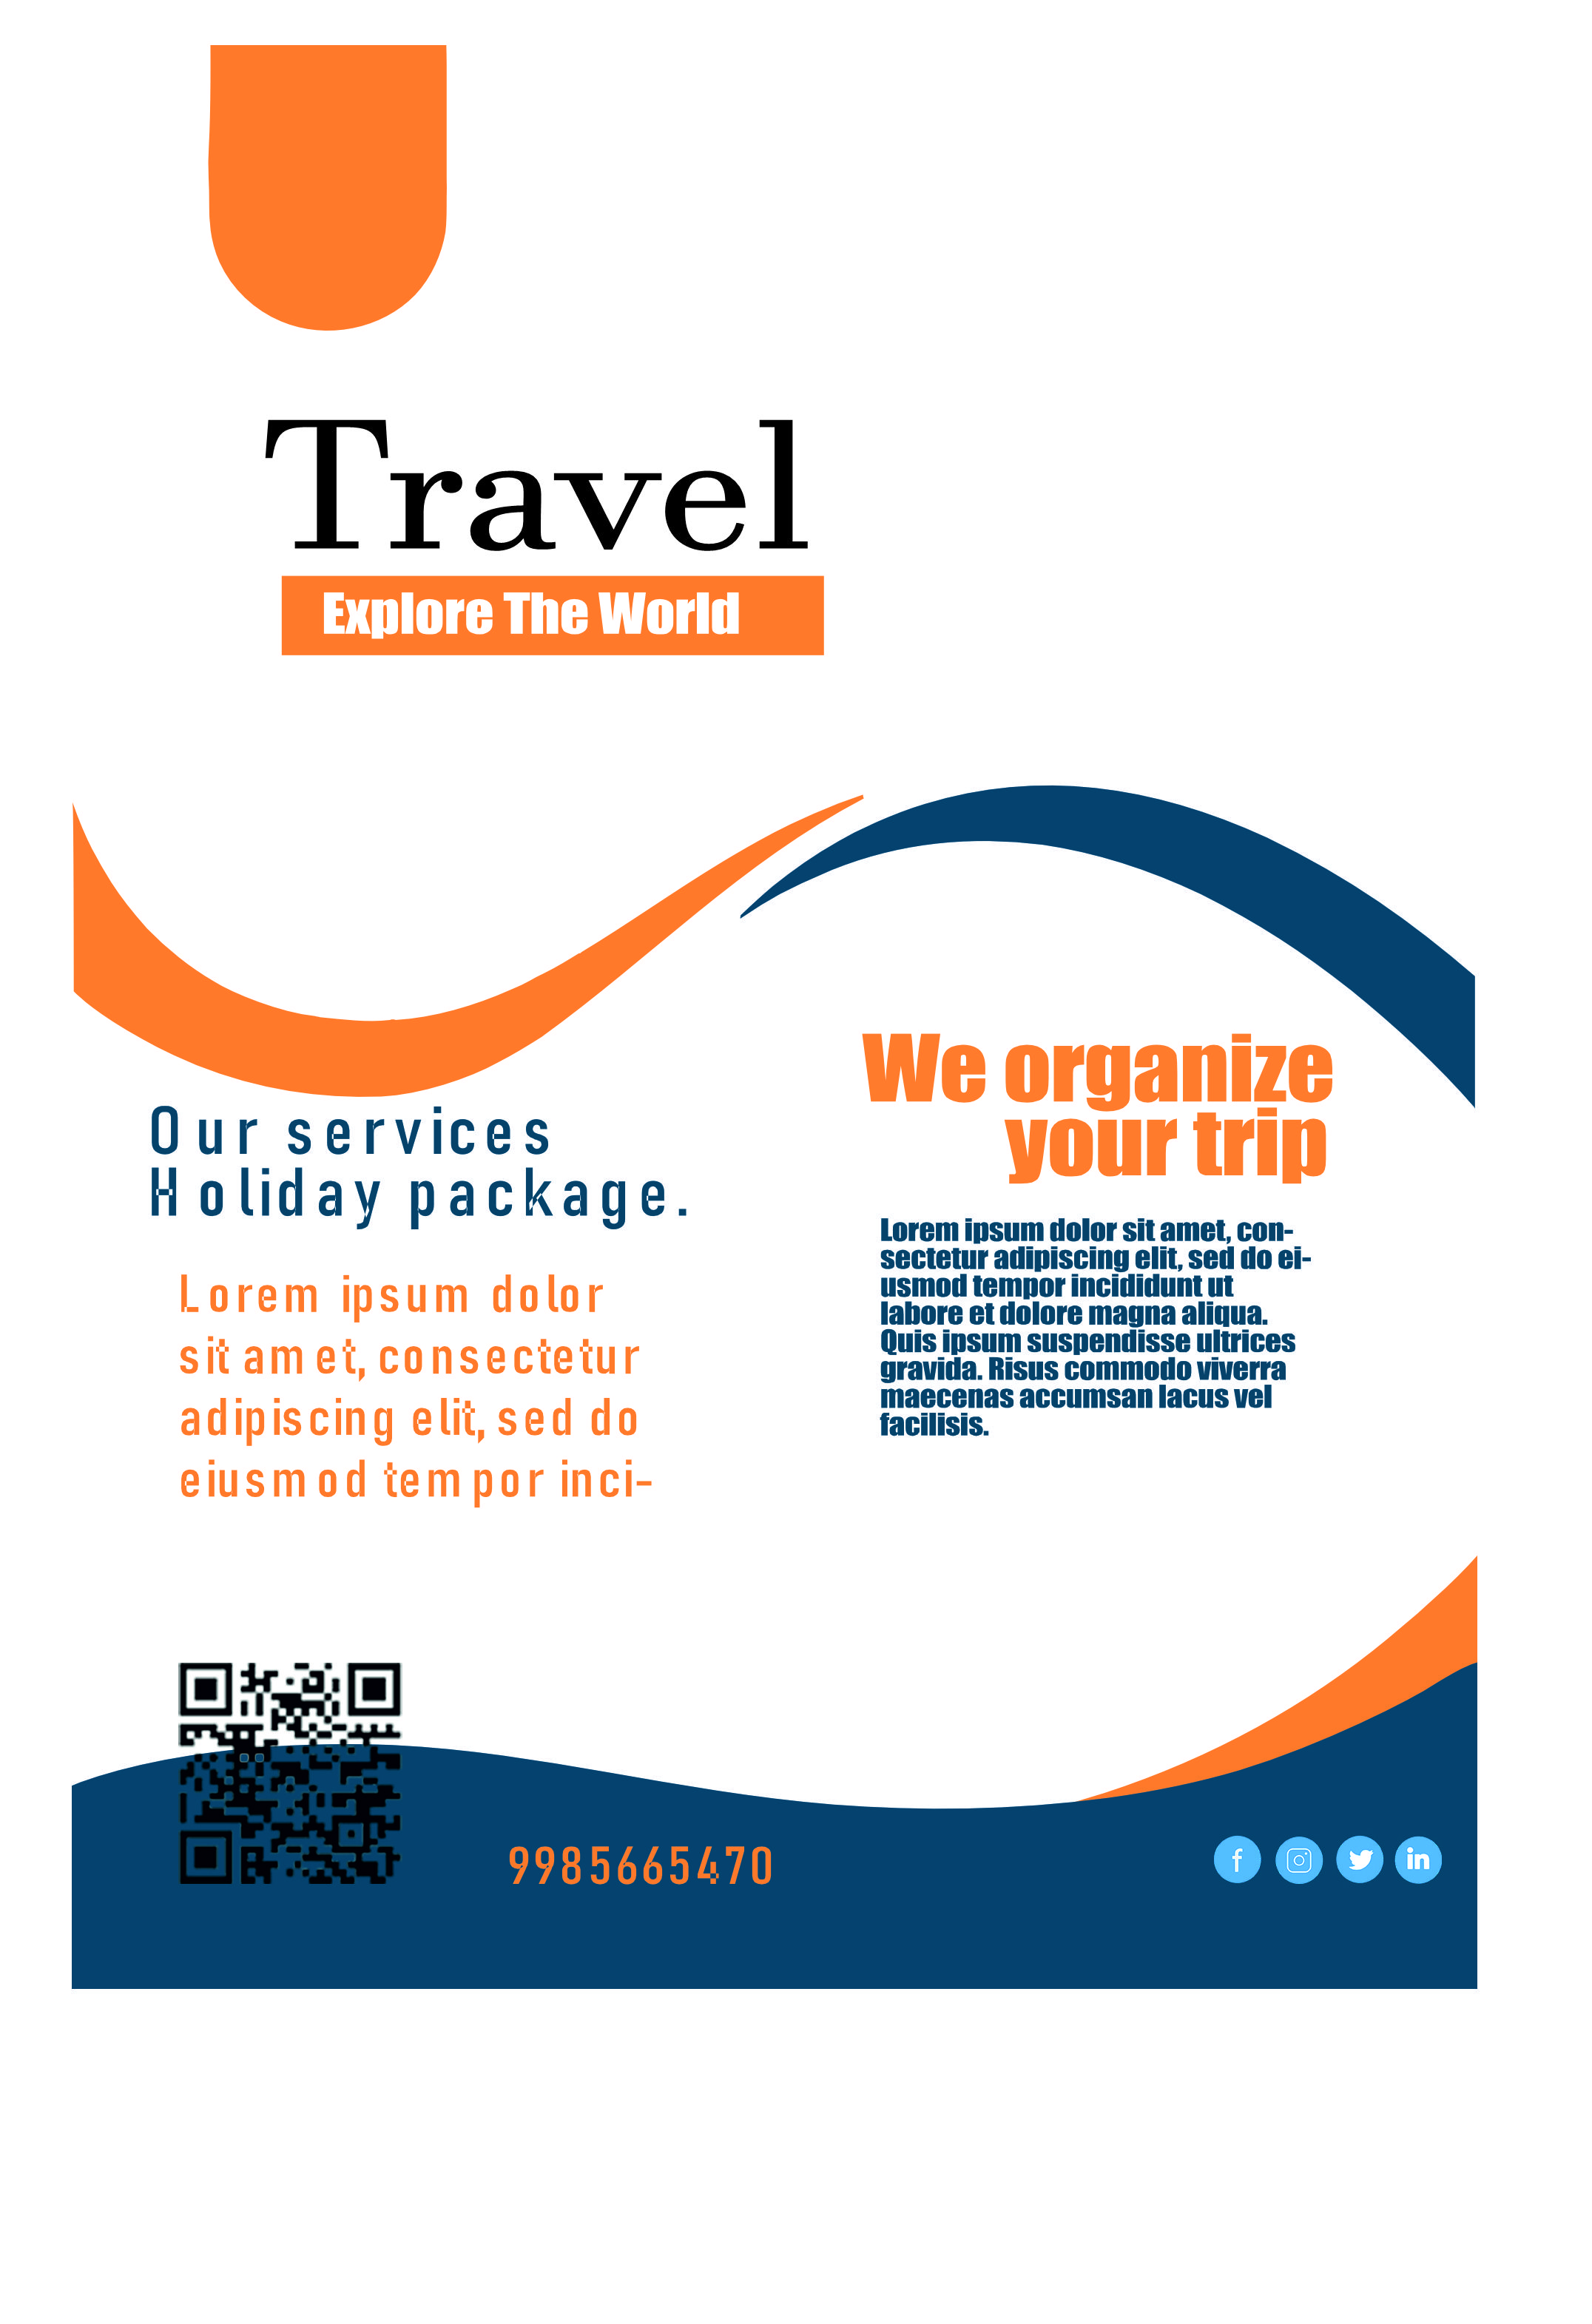 Travel
Explore The World
Our services
Holiday package.
Lorem ipsum dolor
sit amet, consectetur
adipiscing elit, sed do
eiusmod tempor inci-
We organize
your trip
Lorem ipsum dolor sit amet, con-
sectetur adipiscing elit, sed do ei-
usmod tempor incididunt ut
labore et dolore magna aliqua.
Quis ipsum suspendisse ultrices
gravida. Risus commodo viverra
maecenas accumsan lacus vel
facilisis.
9985665470
f in